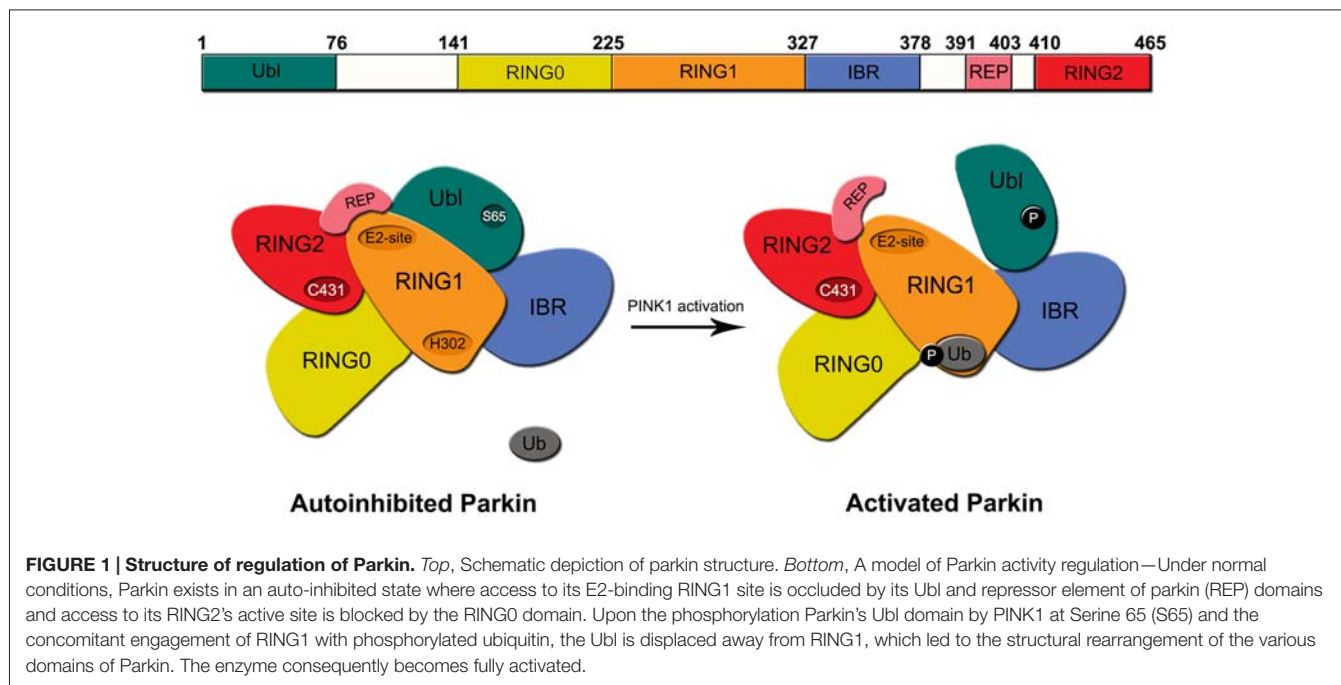 1 76 141 225 327 378 391 403 410 465
Ubl RING0 RING1 IBR REP RING2
REP Ubl S65
RING2 E2-site
C431 RING1
IBR
RING0 H302
Ub
PINK1 activation
REP Ubl P
RING2 E2-site
C431 RING1
IBR
RING0 P Ub
Autoinhibited Parkin Activated Parkin
FIGURE 1 | Structure of regulation of Parkin. Top, Schematic depiction of parkin structure. Bottom, A model of Parkin activity regulation—Under normal
conditions, Parkin exists in an auto-inhibited state where access to its E2-binding RING1 site is occluded by its Ubl and repressor element of parkin (REP) domains
and access to its RING2's active site is blocked by the RING0 domain. Upon the phosphorylation Parkin's Ubl domain by PINK1 at Serine 65 (S65) and the
concomitant engagement of RING1 with phosphorylated ubiquitin, the Ubl is displaced away from RING1, which led to the structural rearrangement of the various
domains of Parkin. The enzyme consequently becomes fully activated.